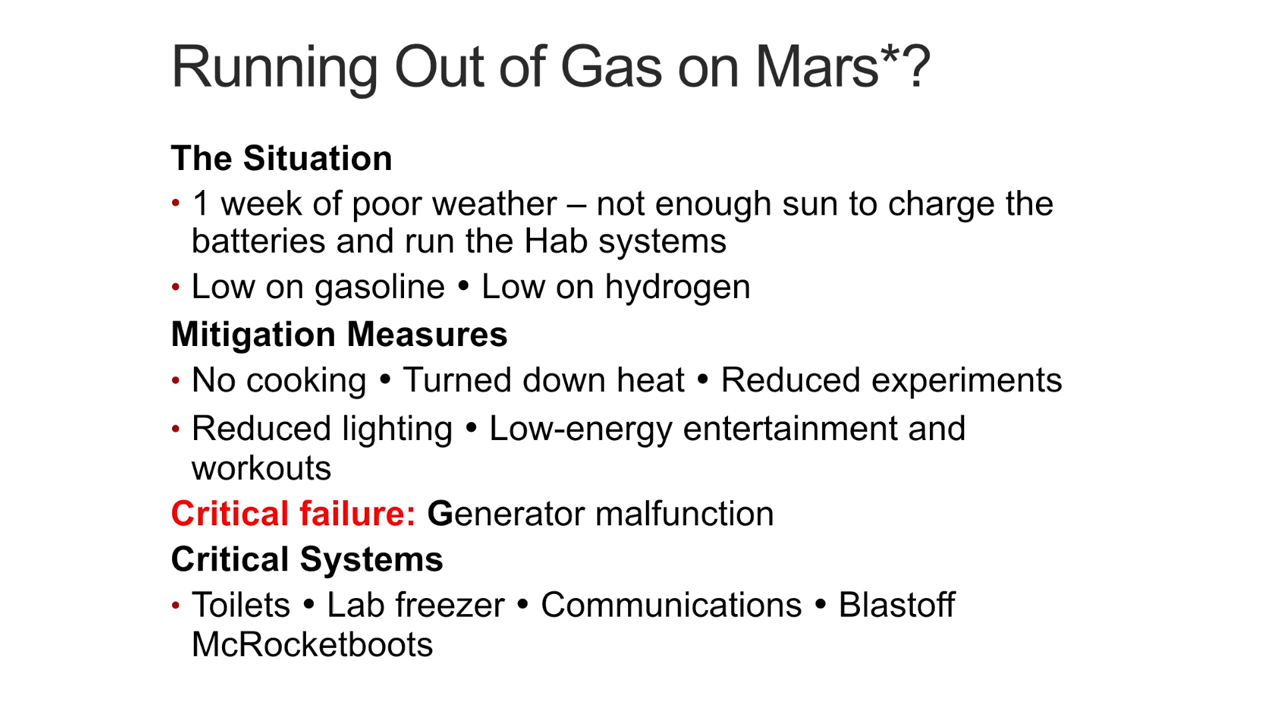 Running Out of Gas on Mars*?
The Situation
• 1 week of poor weather – not enough sun to charge the
batteries and run the Hab systems
• Low on gasoline • Low on hydrogen
Mitigation Measures
• No cooking • Turned down heat • Reduced experiments
• Reduced lighting • Low-energy entertainment and
workouts
Critical failure: Generator malfunction
Critical Systems
• Toilets • Lab freezer • Communications • Blastoff
McRocketboots